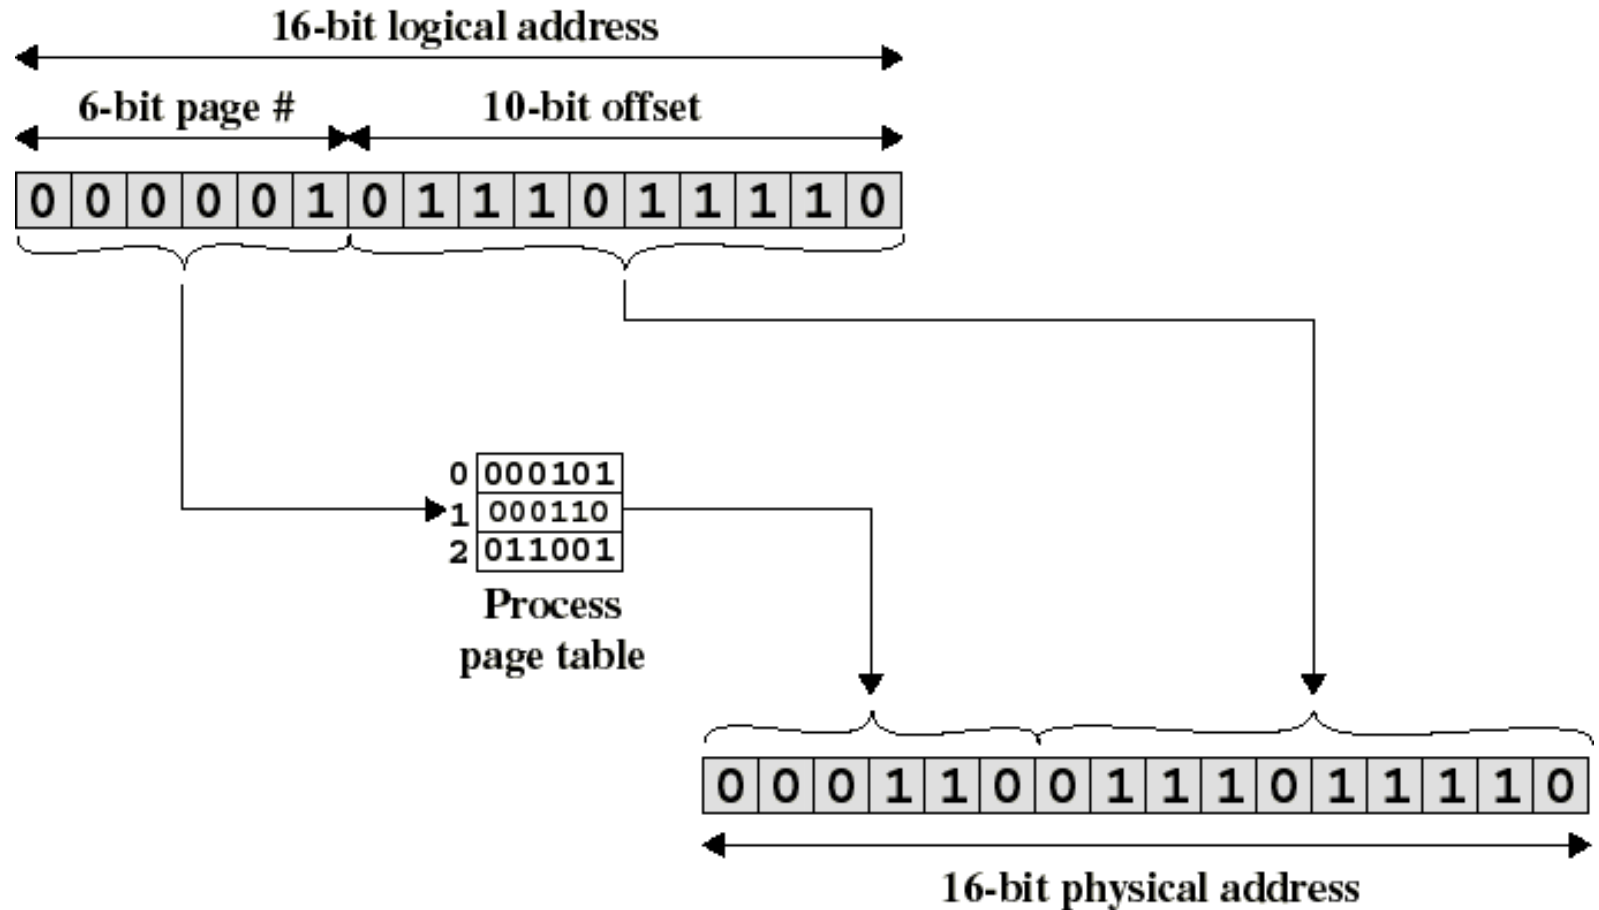 16-bit logical address
6-bit page # 10-bit offset
0 0 0 0 0 1 0 1 1 1 0 1 1 1 1 0
0 000101
1 000110
2 011001
Process
page table
0 0 0 1 1 0 0 1 1 1 0 1 1 1 1 0
16-bit physical address